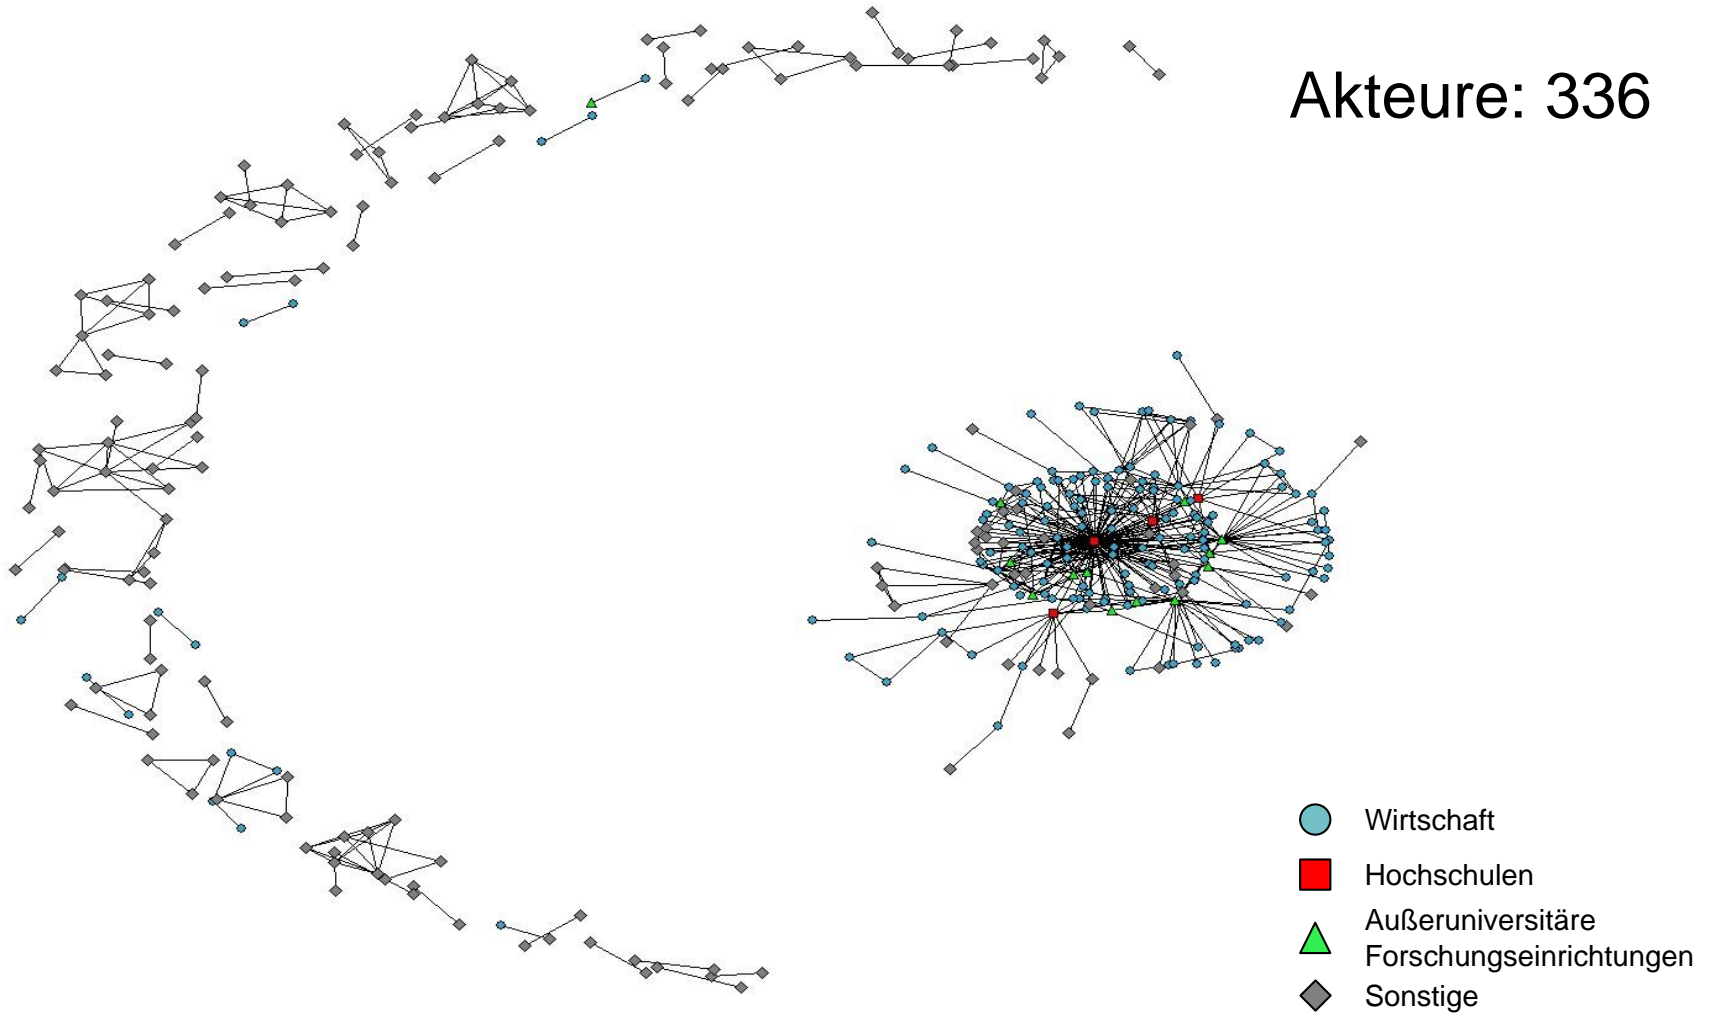 Akteure: 336
Wirtschaft
Hochschulen
Außeruniversitäre
Forschungseinrichtungen
Sonstige